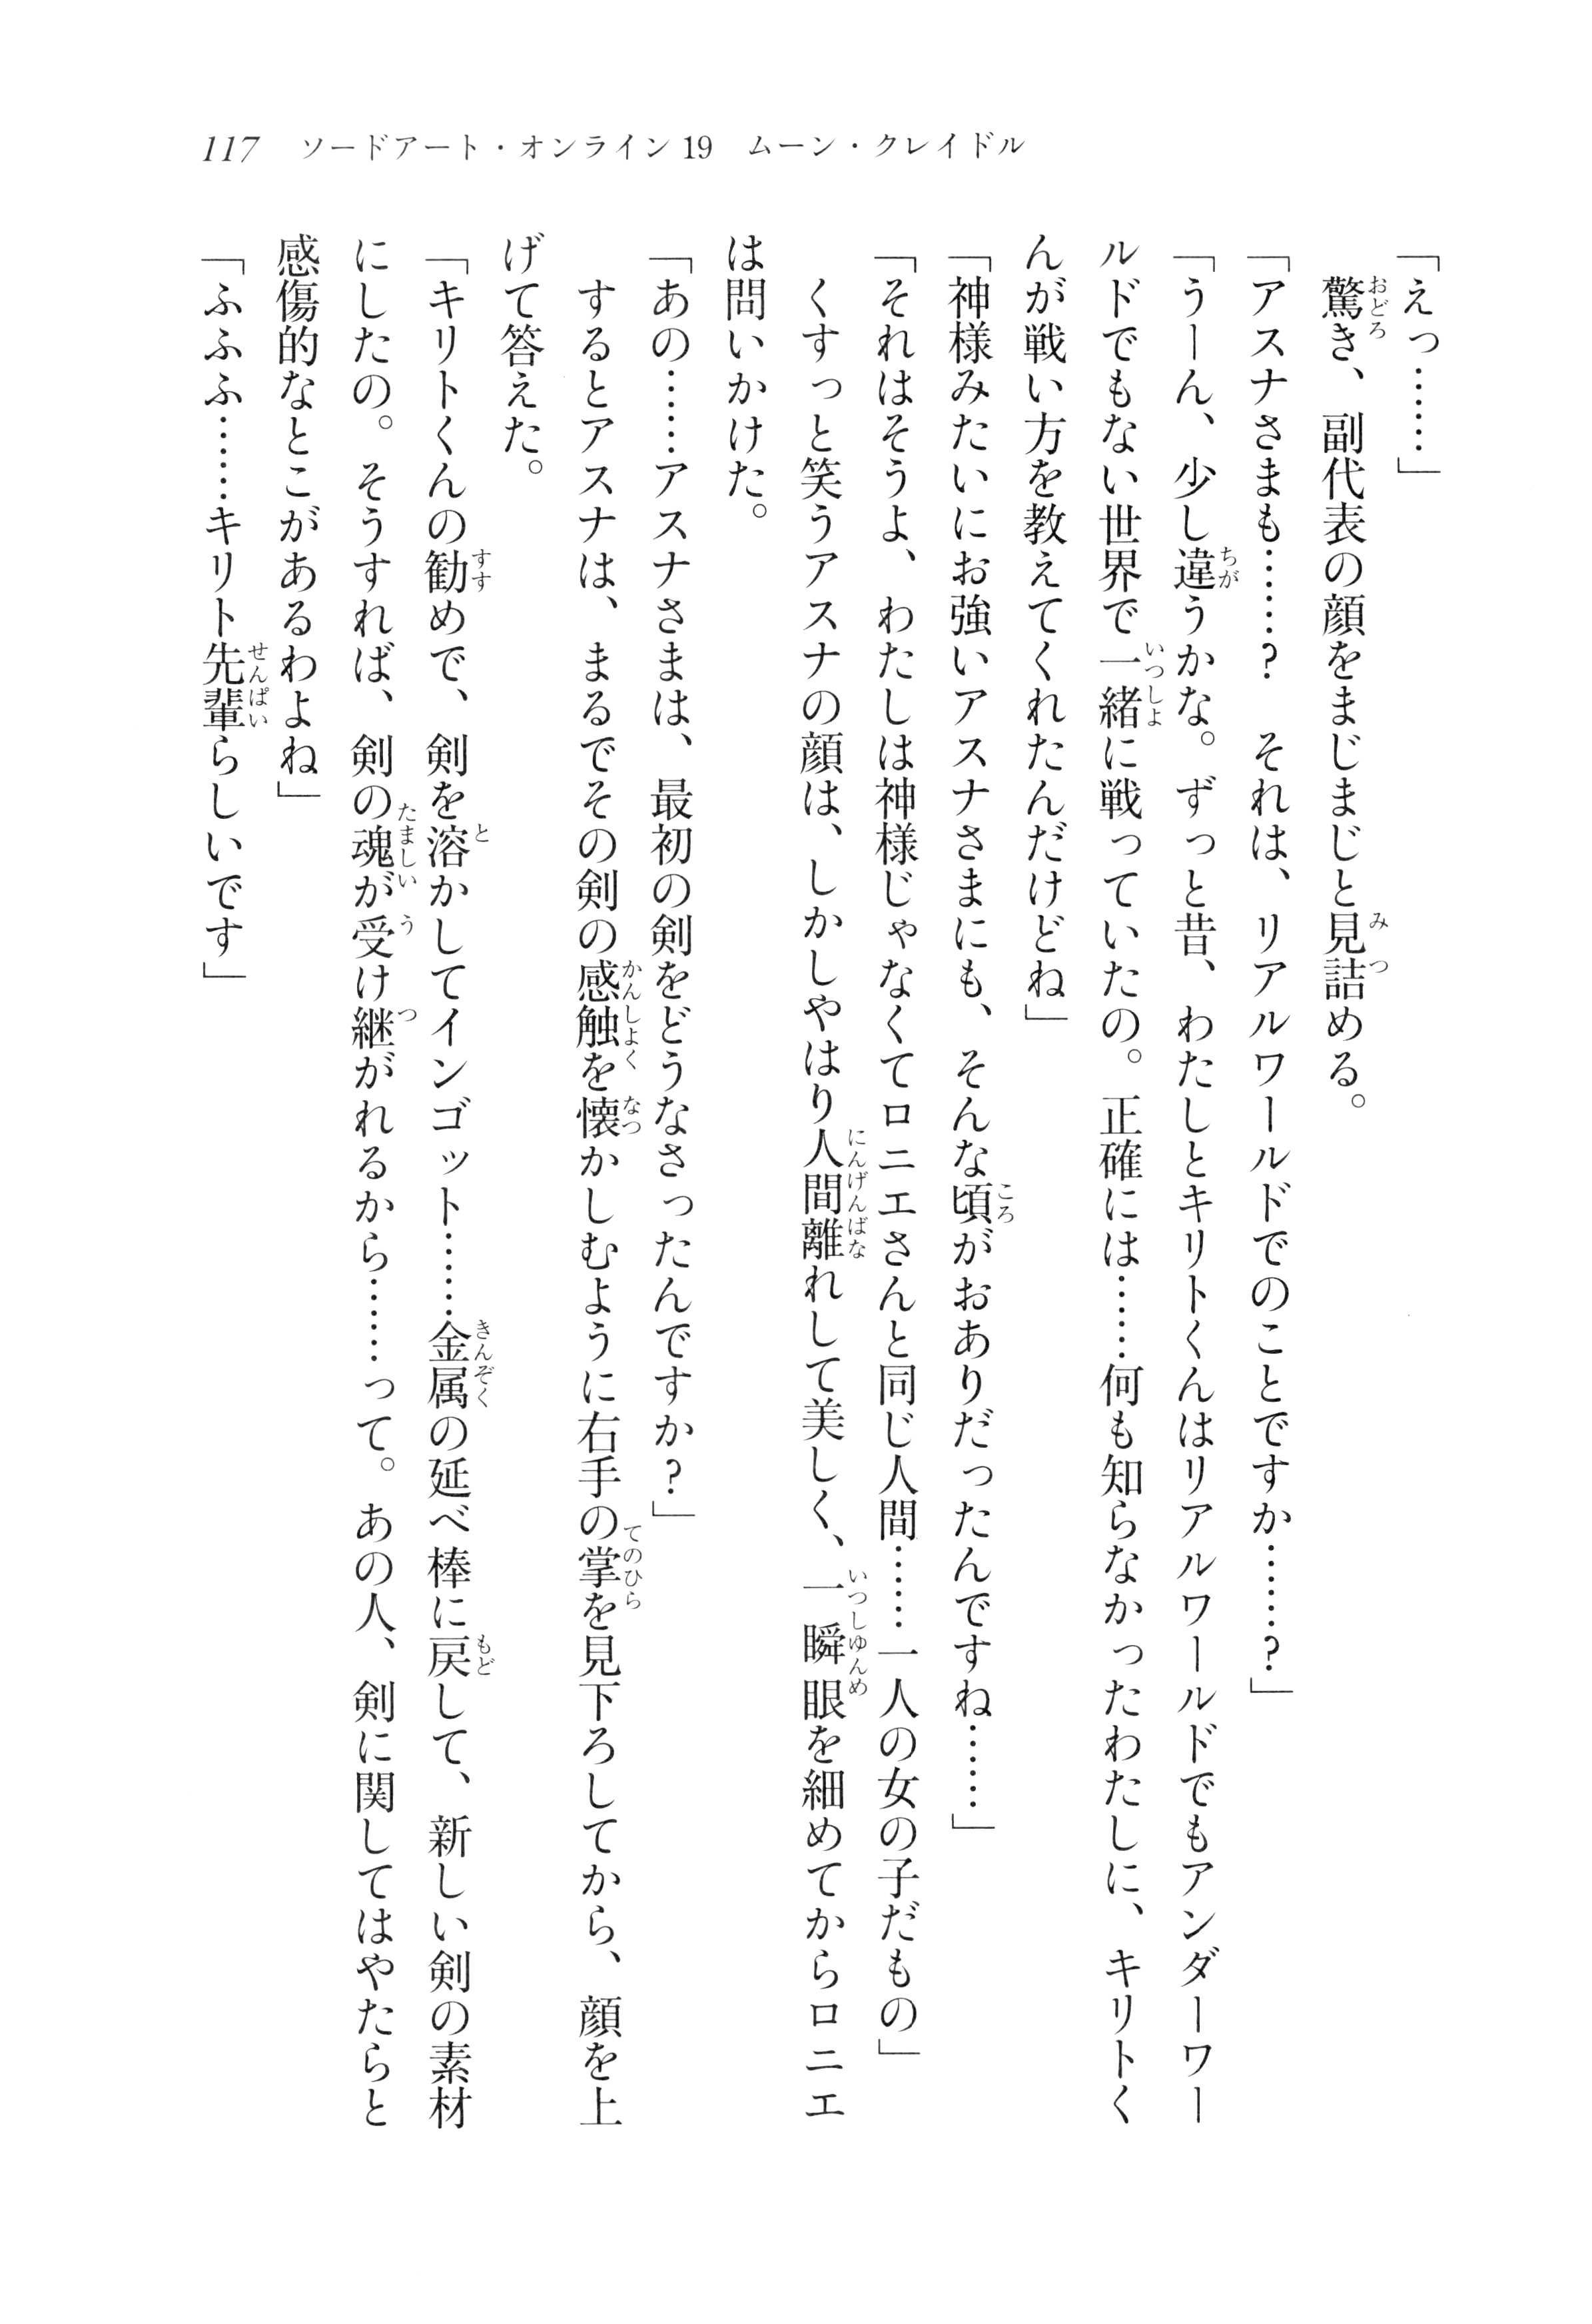 117　ソードアート・オンライン19　ムーン・クレイドル
「えっ……」
　驚き、副代表の顔をまじまじと見詰める。
「アスナさまも……？　それは、リアルワールドでのことですか……？」
「うーん、少し違うかな。ずっと昔、わたしとキリトくんはリアルワールドでもアンダーワー
ルドでもない世界で一緒に戦っていたの。正確には……何も知らなかったわたしに、キリトく
んが戦い方を教えてくれたんだけどね」
「神様みたいにお強いアスナさまにも、そんな頃がおありだったんですね……」
「それはそうよ、わたしは神様じゃなくてロニエさんと同じ人間……一人の女の子だもの」
　くすっと笑うアスナの顔は、しかしやはり人間離れして美しく、一瞬眼を細めてからロニエ
は問いかけた。
「あの……アスナさまは、最初の剣をどうなさったんですか？」
　するとアスナは、まるでその剣の感触を懐かしむように右手の掌を見下ろしてから、顔を上
げて答えた。
「キリトくんの勧めで、剣を溶かしてインゴット……金属の延べ棒に戻して、新しい剣の素材
にしたの。そうすれば、剣の魂が受け継がれるから……って。あの人、剣に関してはやたらと
感傷的なとこがあるわよね」
「ふふふ……キリト先輩らしいです」